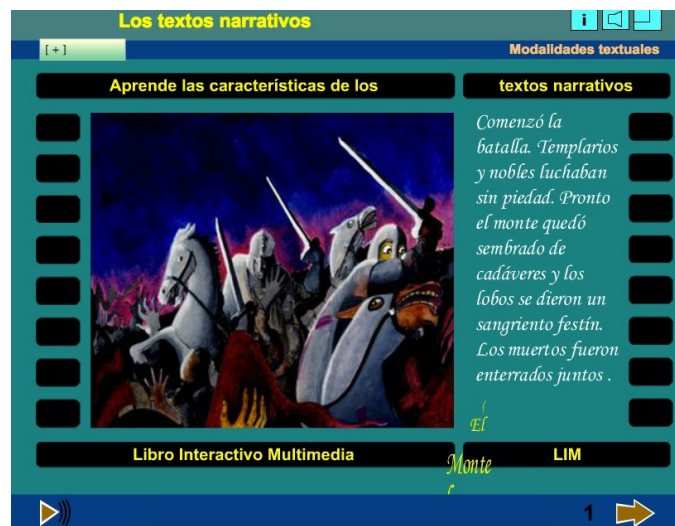 Los textos narrativos
i
[+]
Modalidades textuales
Aprende las características de los
textos narrativos
Comenzó la
batalla. Templarios
y nobles luchaban
sin piedad. Pronto
el monte quedó
sembrado de
cadáveres y los
lobos se dieron un
sangriento festín.
Los muertos fueron
enterrados juntos .
(
El
Monte
Libro Interactivo Multimedia
LIM
1